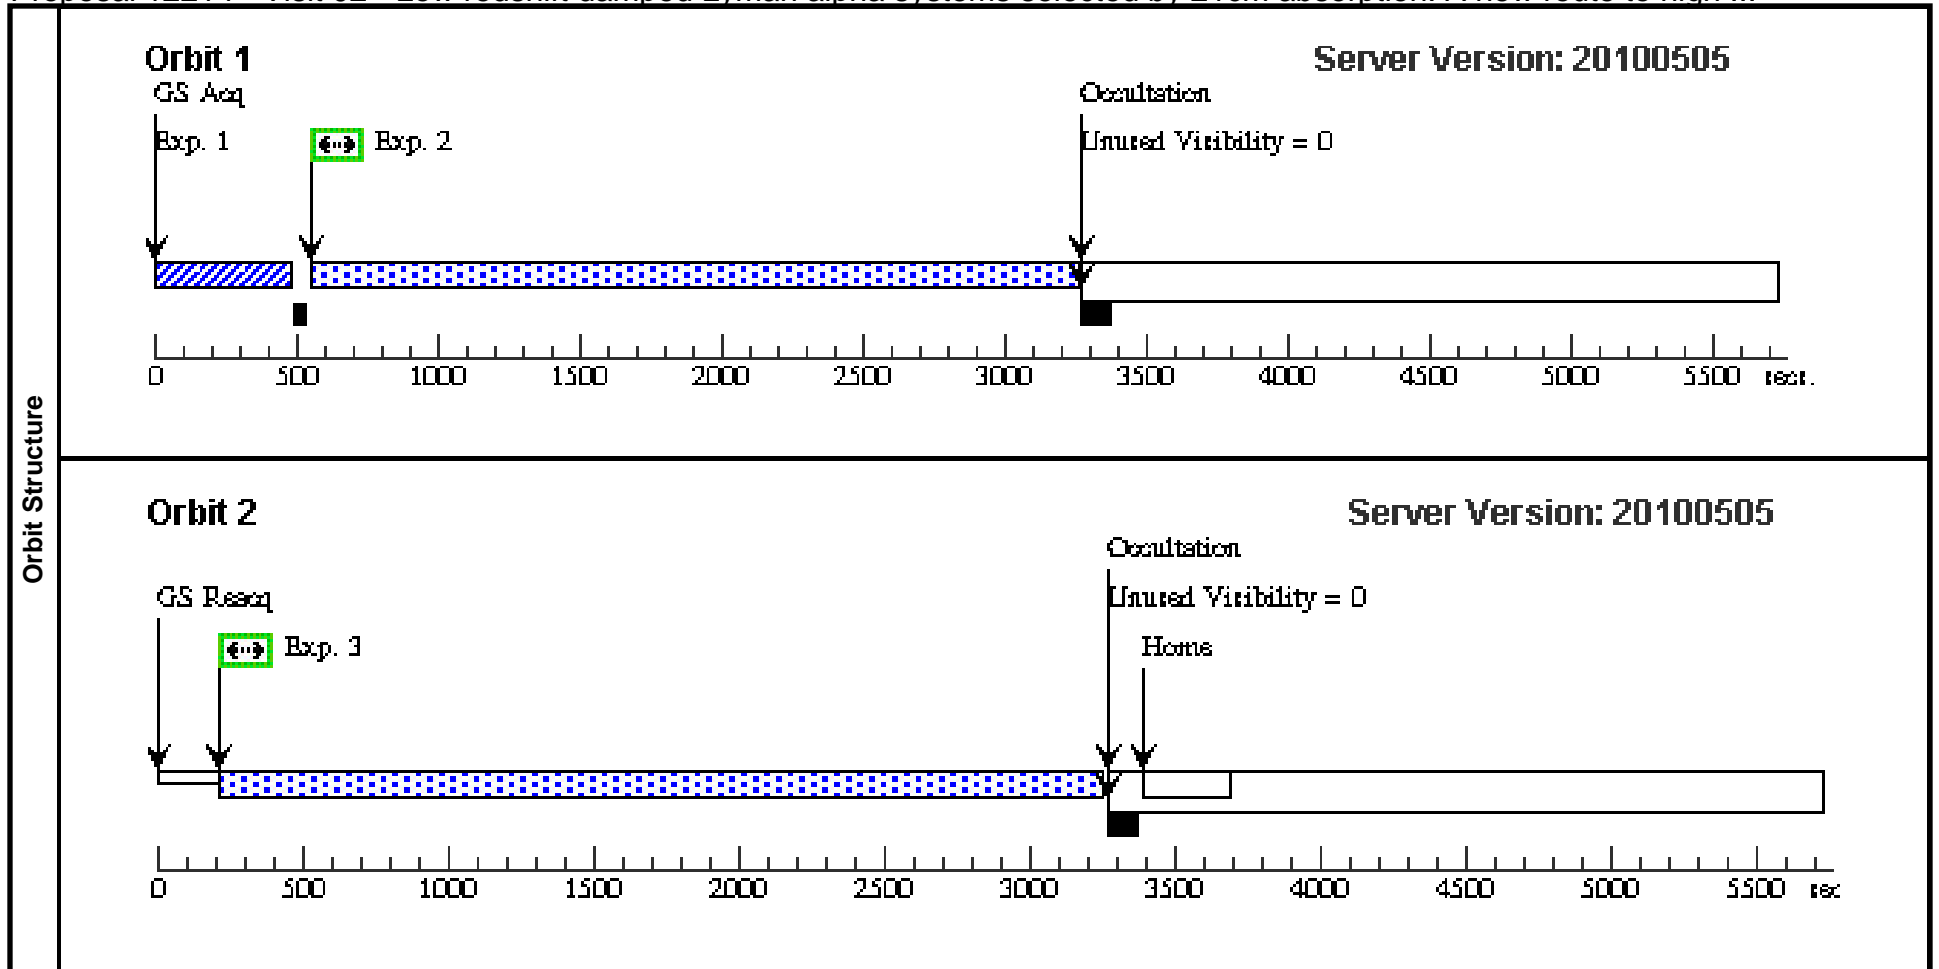 Orbit Structure
Orbit 1
Server Version: 20100505
GS Acq
Occultation
Exp. 1
Exp. 2
Unused Visibility = 0
0 500 1000 1500 2000 2500 3000 3500 4000 4500 5000 5500 secs.
Orbit 2
Server Version: 20100505
Occultation
GS Reacq
Unused Visibility = 0
Exp. 3
Home
0 500 1000 1500 2000 2500 3000 3500 4000 4500 5000 5500 sec